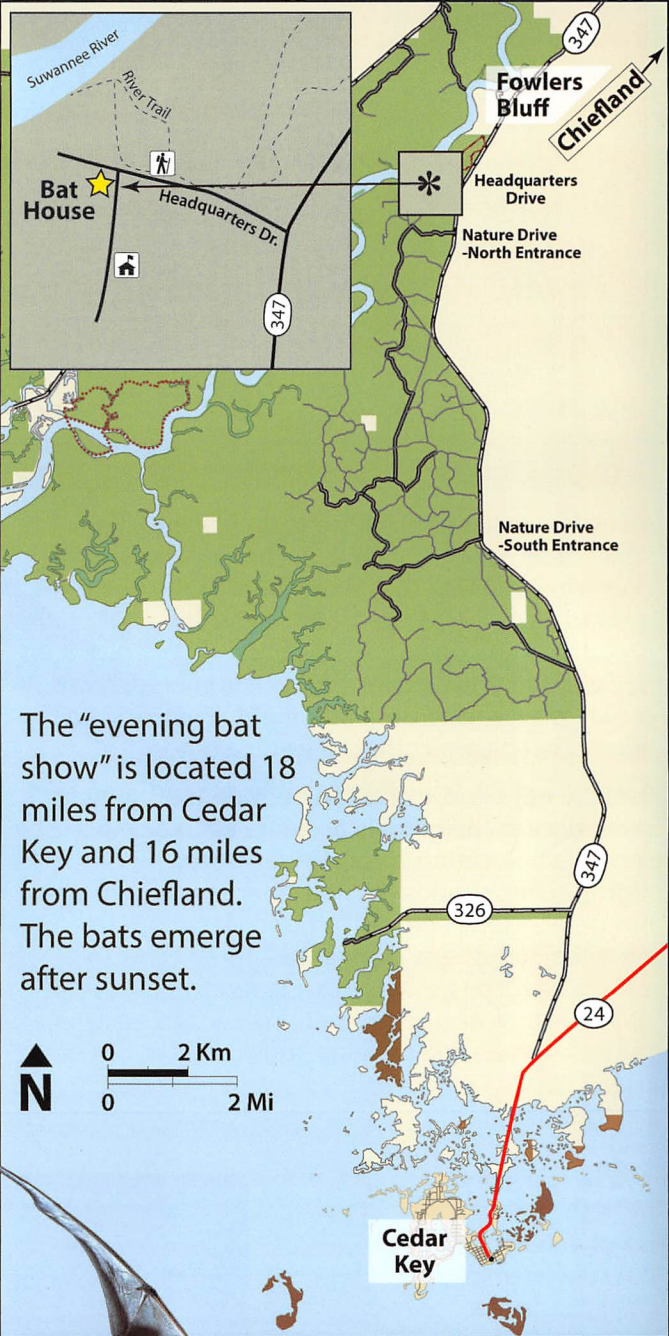 Suwannee River
River Trail
Bat
House
Headquarters Dr.
347
347
Fowlers
Bluff
Chiefland
*
Headquarters
Drive
Nature Drive
-North Entrance
Nature Drive
-South Entrance
The “evening bat
show” is located 18
miles from Cedar
Key and 16 miles
from Chiefland.
The bats emerge
after sunset.
347
326
24
N
0 2 Km
0 2 Mi
Cedar
Key